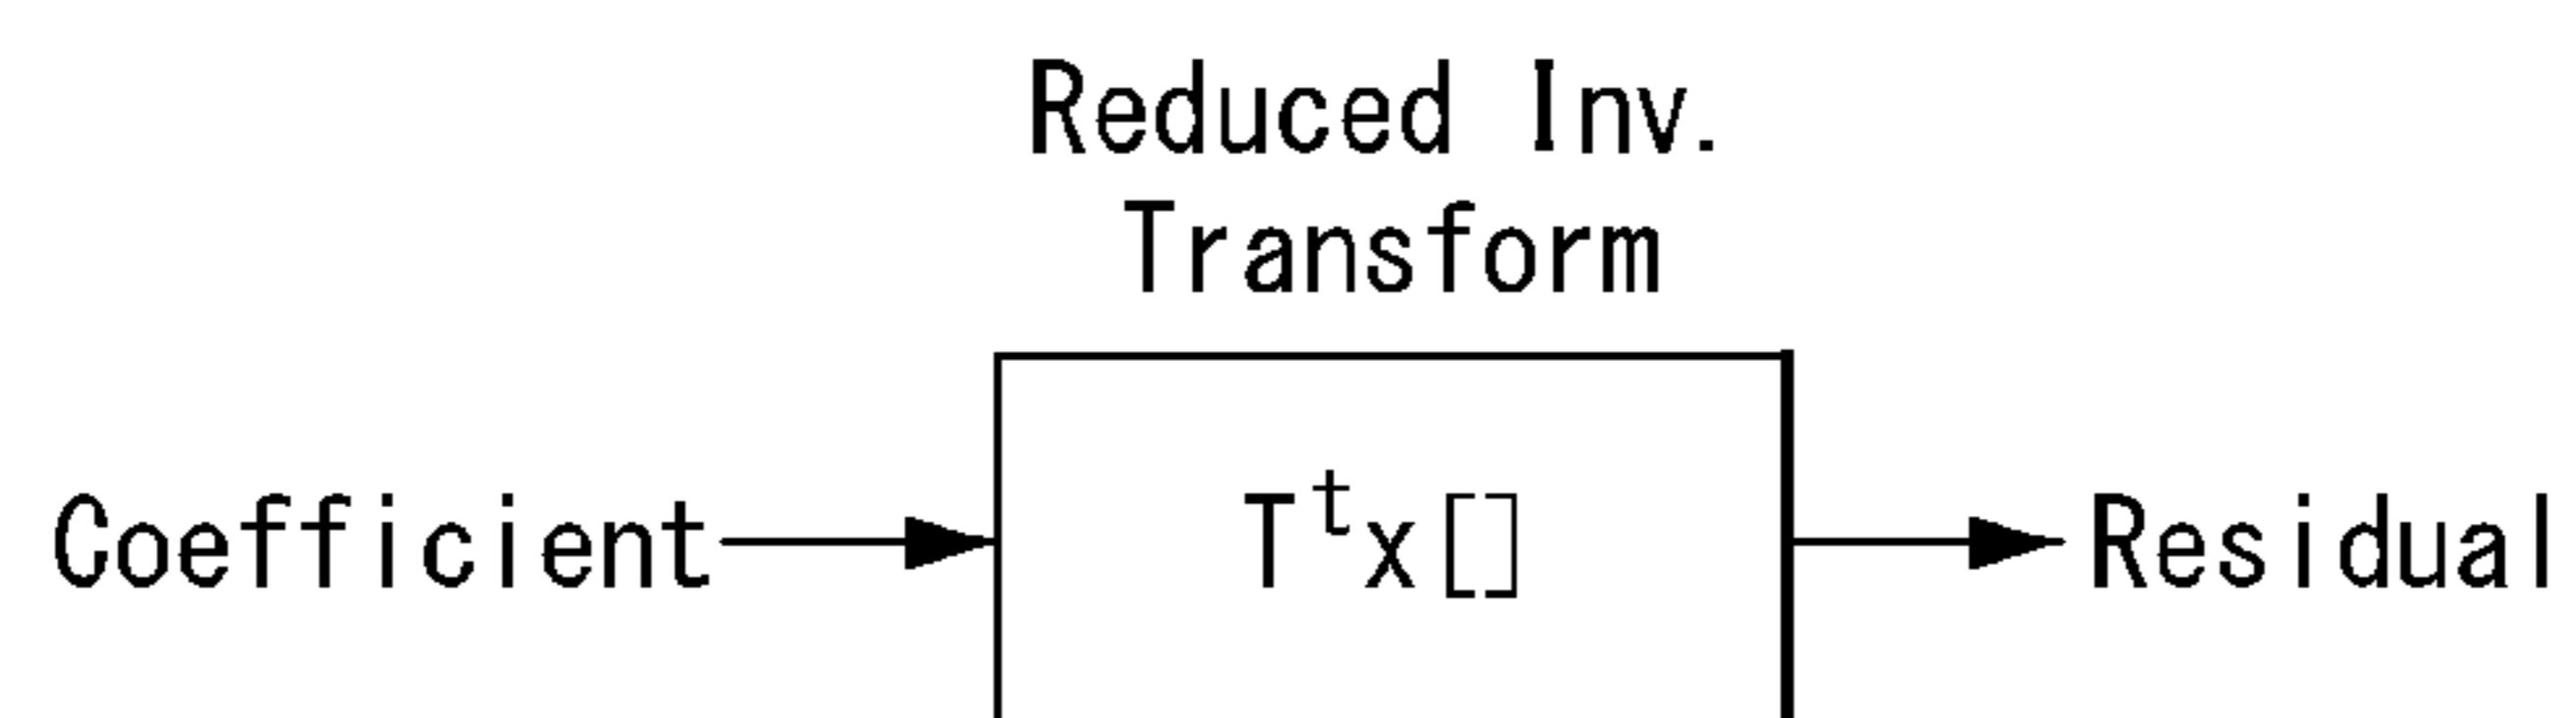 Reduced Inv.
Transform
Coefficient
Tᵗx[]
Residual